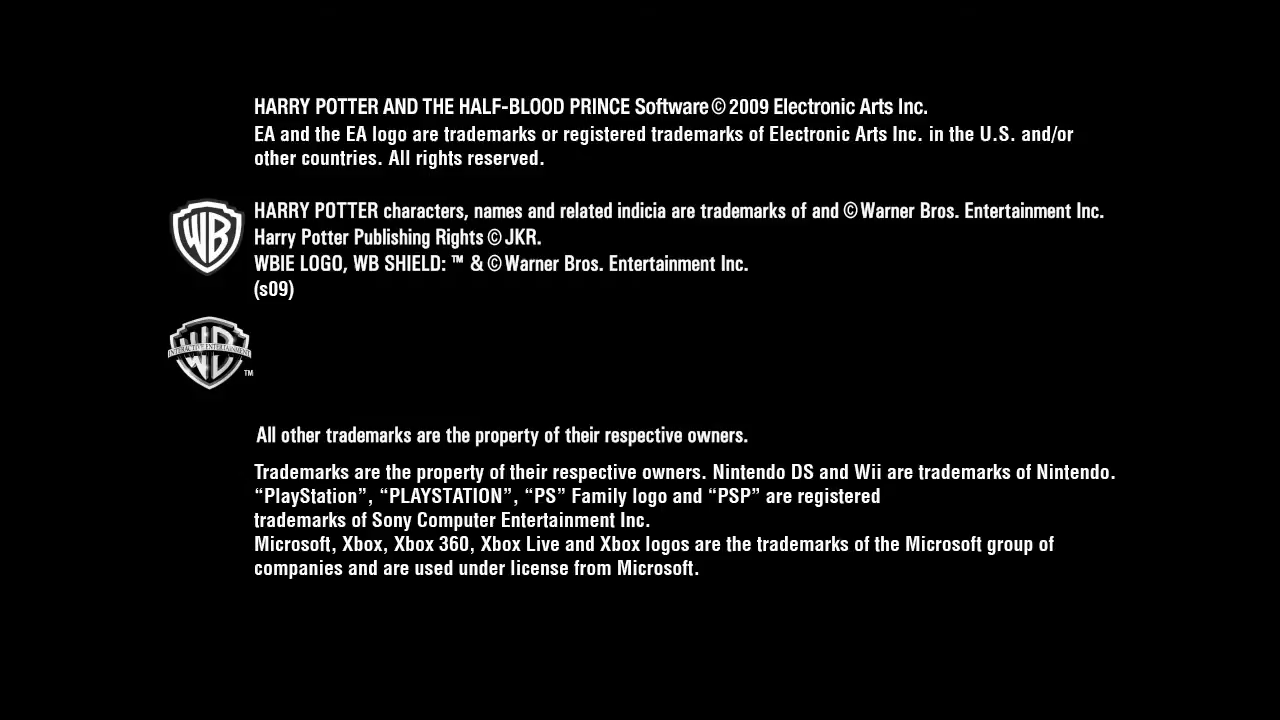 HARRY POTTER AND THE HALF-BLOOD PRINCE Software © 2009 Electronic Arts Inc.
EA and the EA logo are trademarks or registered trademarks of Electronic Arts Inc. in the U.S. and/or
other countries. All rights reserved.
WB
HARRY POTTER characters, names and related indicia are trademarks of and © Warner Bros. Entertainment Inc.
Harry Potter Publishing Rights © JKR.
WBIE LOGO, WB SHIELD: ™ & © Warner Bros. Entertainment Inc.
(s09)
WB
INTERACTIVE ENTERTAINMENT
TM
All other trademarks are the property of their respective owners.
Trademarks are the property of their respective owners. Nintendo DS and Wii are trademarks of Nintendo.
“PlayStation”, “PLAYSTATION”, “PS” Family logo and “PSP” are registered
trademarks of Sony Computer Entertainment Inc.
Microsoft, Xbox, Xbox 360, Xbox Live and Xbox logos are the trademarks of the Microsoft group of
companies and are used under license from Microsoft.